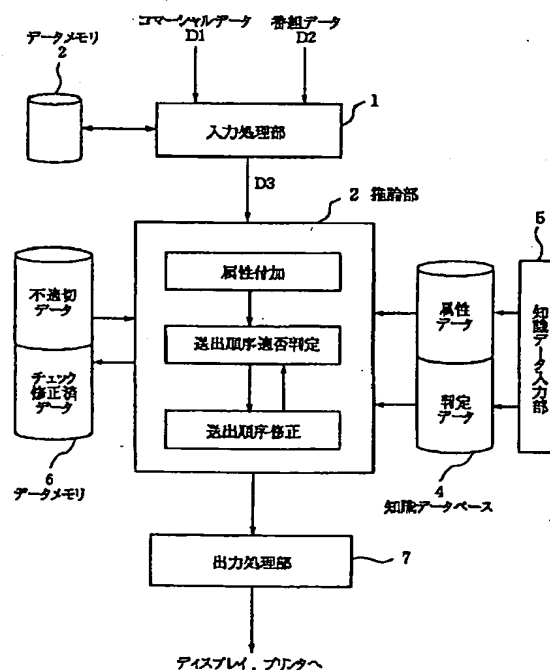 コマーシャルデータ
D1
番組データ
D2
データメモリ
2
1
入力処理部
D3
2 推論部
5
不適切
データ
チェック
修正済
データ
属性付加
送出順序適否判定
送出順序修正
属性
データ
判定
データ
知識データ入力部
6
データメモリ
4
知識データベース
出力処理部
7
ディスプレイ,プリンタへ